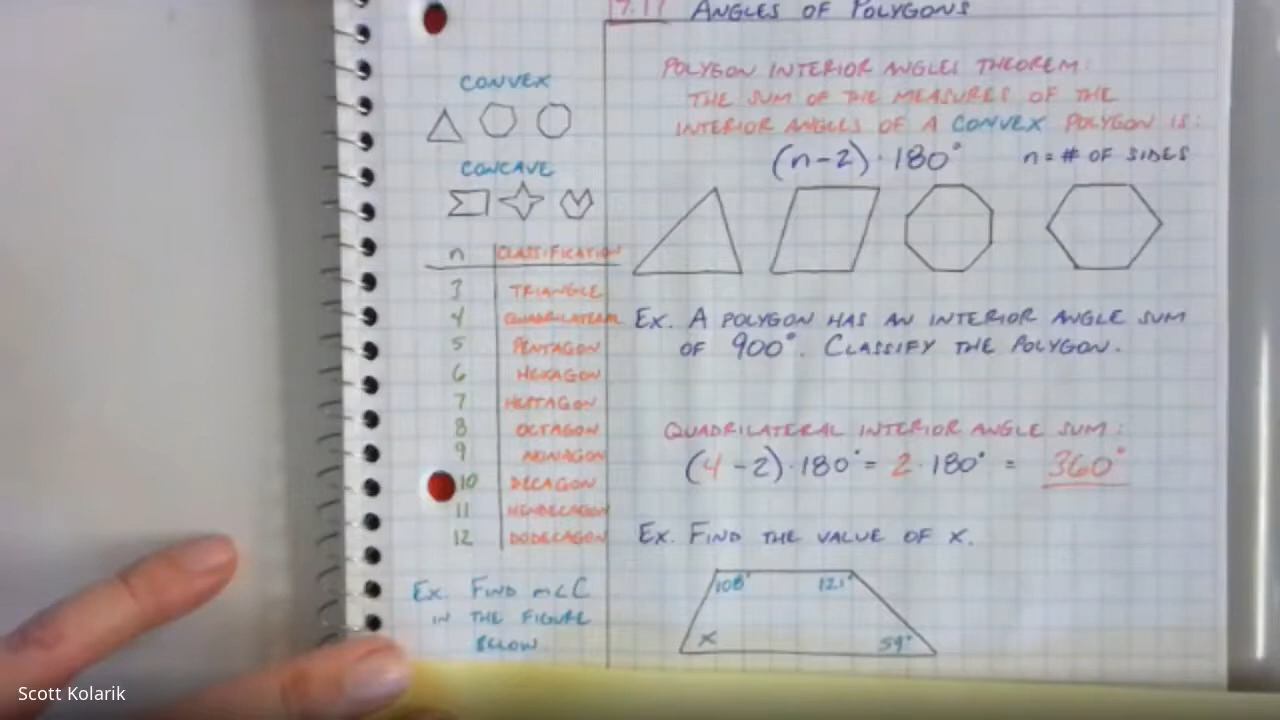 7.1
ANGLES OF POLYGONS
CONVEX
CONCAVE
n CLASSIFICATION
3 TRIANGLE
4 QUADRILATERAL
5 PENTAGON
6 HEXAGON
7 HEPTAGON
8 OCTAGON
9 NONAGON
10 DECAGON
11 HENDECAGON
12 DODECAGON
Ex. FIND m∠C
IN THE FIGURE
BELOW.
POLYGON INTERIOR ANGLES THEOREM:
THE SUM OF THE MEASURES OF THE
INTERIOR ANGLES OF A CONVEX POLYGON IS:
(n-2)·180° n = # OF SIDES
Ex. A POLYGON HAS AN INTERIOR ANGLE SUM
OF 900°. CLASSIFY THE POLYGON.
QUADRILATERAL INTERIOR ANGLE SUM:
(4-2)·180° = 2·180° = 360°
Ex. FIND THE VALUE OF X.
108° 121°
x 59°
Scott Kolarik